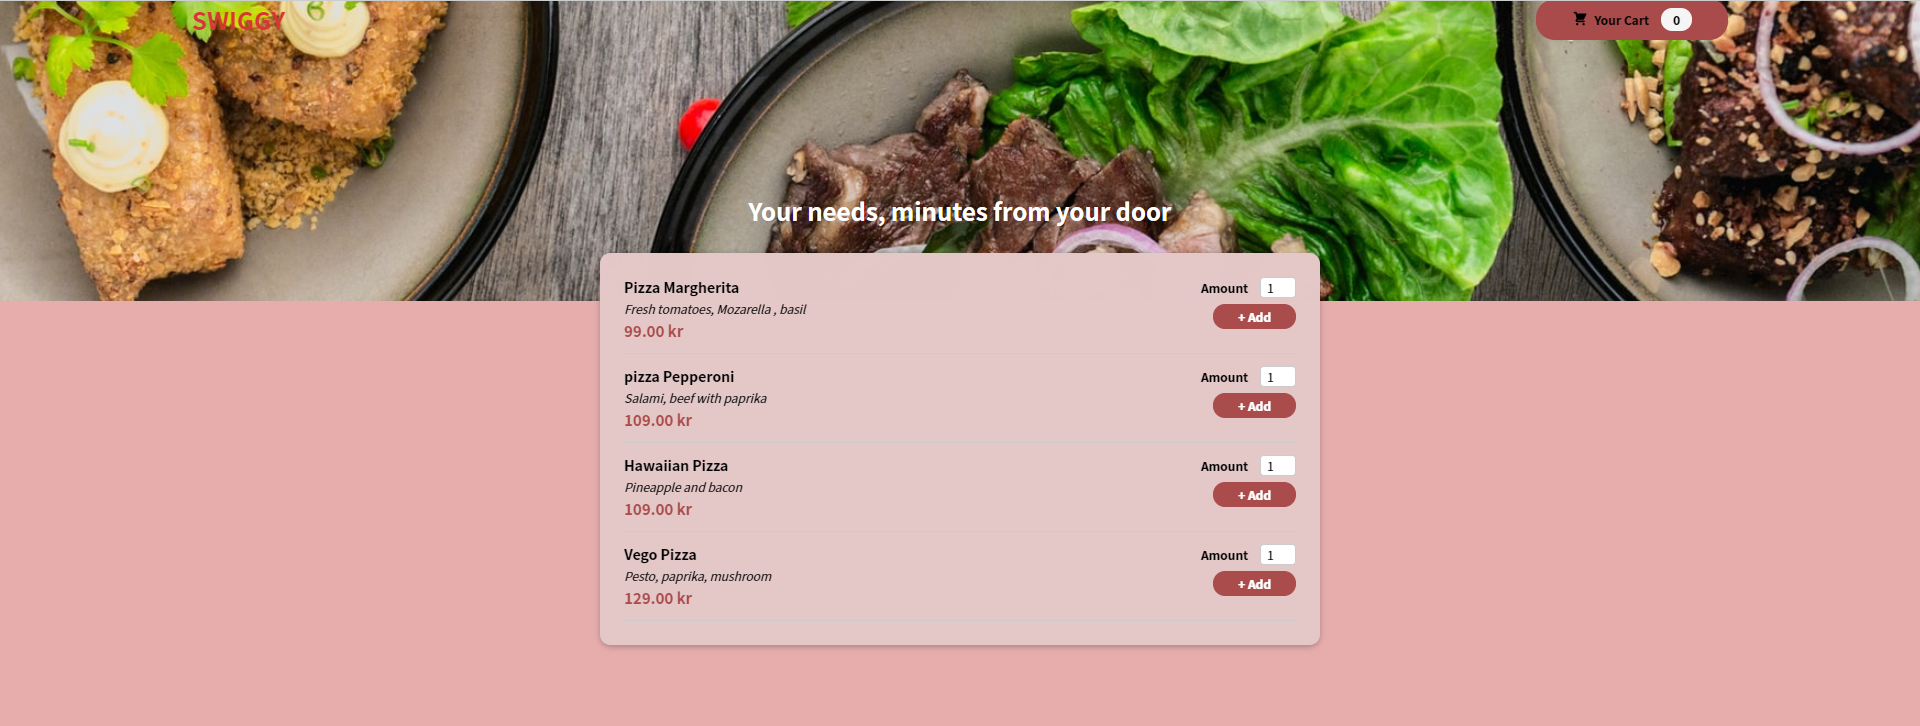 SWIGGY
Your Cart 0
Your needs, minutes from your door
Pizza Margherita
Fresh tomatoes, Mozarella , basil
99.00 kr
Amount 1
+ Add
pizza Pepperoni
Salami, beef with paprika
109.00 kr
Amount 1
+ Add
Hawaiian Pizza
Pineapple and bacon
109.00 kr
Amount 1
+ Add
Vego Pizza
Pesto, paprika, mushroom
129.00 kr
Amount 1
+ Add